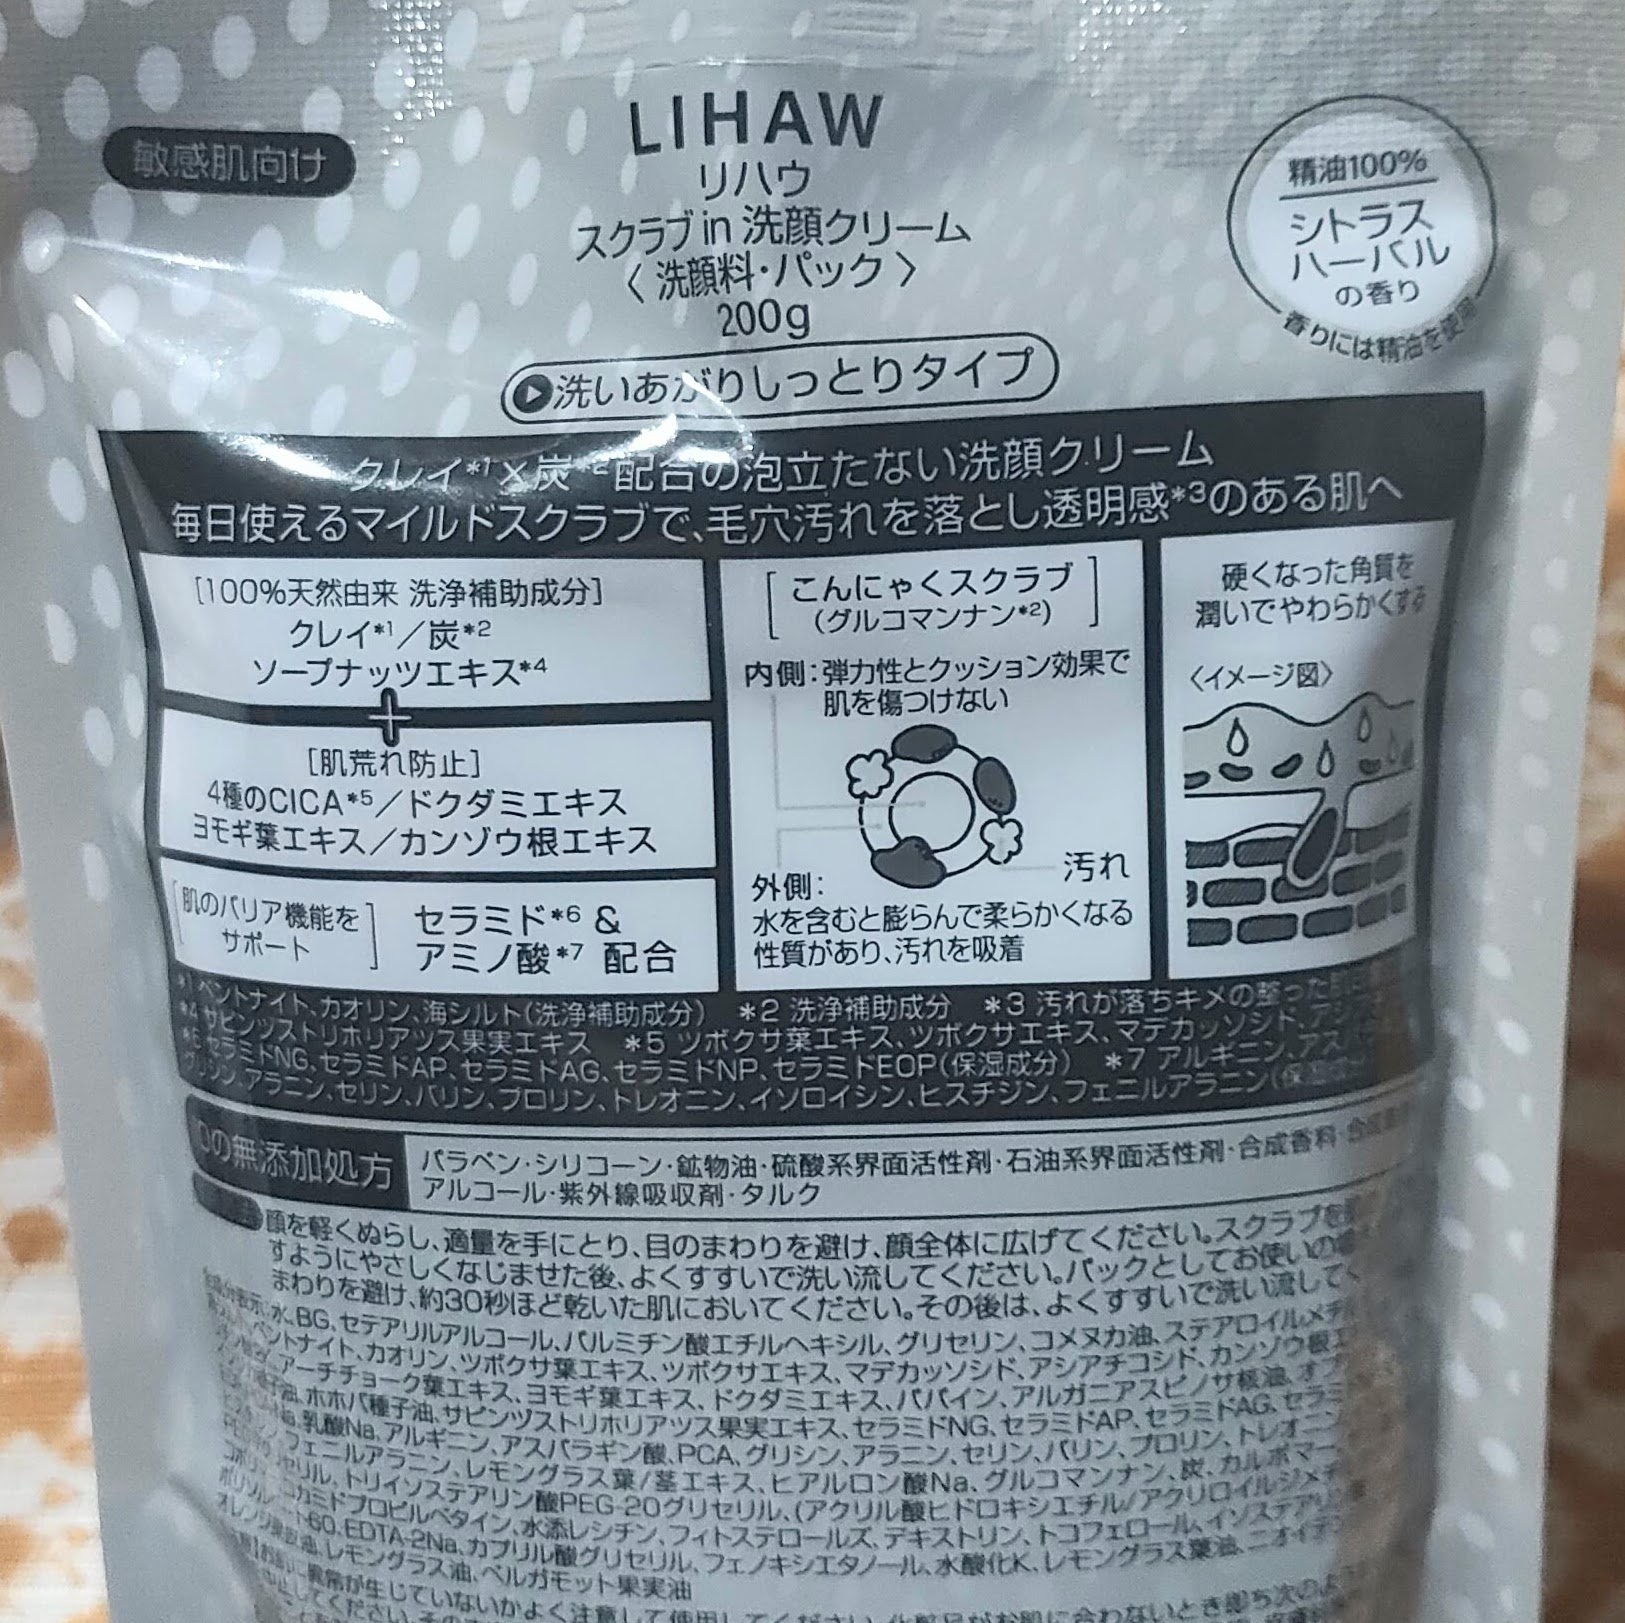 LIHAW
リハウ
スクラブin洗顔クリーム
〈洗顔料・パック〉
200g
敏感肌向け
精油100%
シトラス
ハーバル
の香り
香りには精油を使用
洗いあがりしっとりタイプ
クレイ*1×炭*2配合の泡立たない洗顔クリーム
毎日使えるマイルドスクラブで、毛穴汚れを落とし透明感*3のある肌へ
[100%天然由来 洗浄補助成分]
クレイ*1／炭*2
ソープナッツエキス*4
+
[肌荒れ防止]
4種のCICA*5／ドクダミエキス
ヨモギ葉エキス／カンゾウ根エキス
[肌のバリア機能を
サポート]
セラミド*6 &
アミノ酸*7 配合
[こんにゃくスクラブ
(グルコマンナン*2)]
内側：弾力性とクッション効果で
肌を傷つけない
汚れ
外側：
水を含むと膨らんで柔らかくなる
性質があり、汚れを吸着
硬くなった角質を
潤いでやわらかくする
〈イメージ図〉
*1 ベントナイト、カオリン、海シルト(洗浄補助成分) *2 洗浄補助成分 *3 汚れが落ちキメの整った
*4 サピンヅストリホリアツス果実エキス *5 ツボクサ葉エキス、ツボクサエキス、マデカッソシド、
*6 セラミドNG、セラミドAP、セラミドAG、セラミドNP、セラミドEOP(保湿成分) *7 アルギニン、
グリシン、アラニン、セリン、バリン、プロリン、トレオニン、イソロイシン、ヒスチジン、フェニルアラニン
の無添加処方
パラベン・シリコーン・鉱物油・硫酸系界面活性剤・石油系界面活性剤・合成香料・
アルコール・紫外線吸収剤・タルク
顔を軽くぬらし、適量を手にとり、目のまわりを避け、顔全体に広げてください。スクラブを
すようにやさしくなじませた後、よくすすいで洗い流してください。パックとしてお使いの
まわりを避け、約30秒ほど乾いた肌においてください。その後は、よくすすいで洗い流して
水、BG、セテアリルアルコール、パルミチン酸エチルヘキシル、グリセリン、コメヌカ油、
ベントナイト、カオリン、ツボクサ葉エキス、ツボクサエキス、マデカッソシド、アシアチコシド、カンゾウ根
アーチチョーク葉エキス、ヨモギ葉エキス、ドクダミエキス、パパイン、アルガニアスピノサ核油、
ホホバ種子油、サピンヅストリホリアツス果実エキス、セラミドNG、セラミドAP、セラミドAG、
乳酸Na、アルギニン、アスパラギン酸、PCA、グリシン、アラニン、セリン、バリン、プロリン、
フェニルアラニン、レモングラス葉/茎エキス、ヒアルロン酸Na、グルコマンナン、炭、
トリイソステアリン酸PEG-20グリセリル、(アクリル酸ヒドロキシエチル/
コカミドプロピルベタイン、水添レシチン、フィトステロールズ、デキストリン、トコフェロール、
60、EDTA-2Na、カプリル酸グリセリル、フェノキシエタノール、水酸化K、レモングラス葉油、
レモングラス油、ベルガモット果実油
異常が生じていないかよく注意して使用してください。